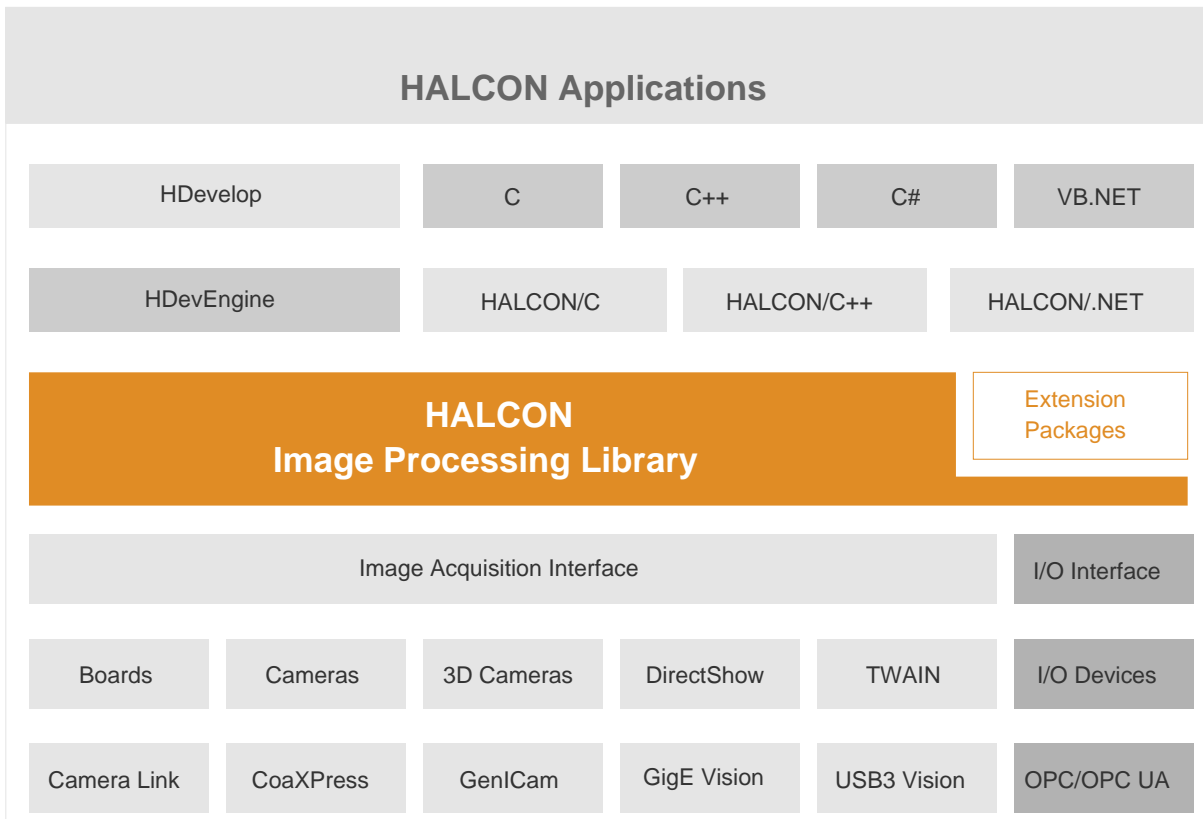 HALCON Applications
HDevelop
C
C++
C#
VB.NET
HDevEngine
HALCON/C
HALCON/C++
HALCON/.NET
HALCON
Image Processing Library
Extension
Packages
Image Acquisition Interface
I/O Interface
Boards
Cameras
3D Cameras
DirectShow
TWAIN
I/O Devices
Camera Link
CoaXPress
GenICam
GigE Vision
USB3 Vision
OPC/OPC UA